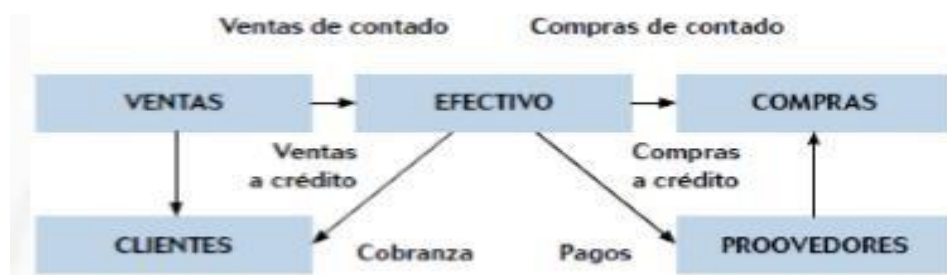 Ventas de contado Compras de contado
VENTAS EFECTIVO COMPRAS
Ventas
a crédito
Compras
a crédito
CLIENTES Cobranza Pagos PROOVEDORES